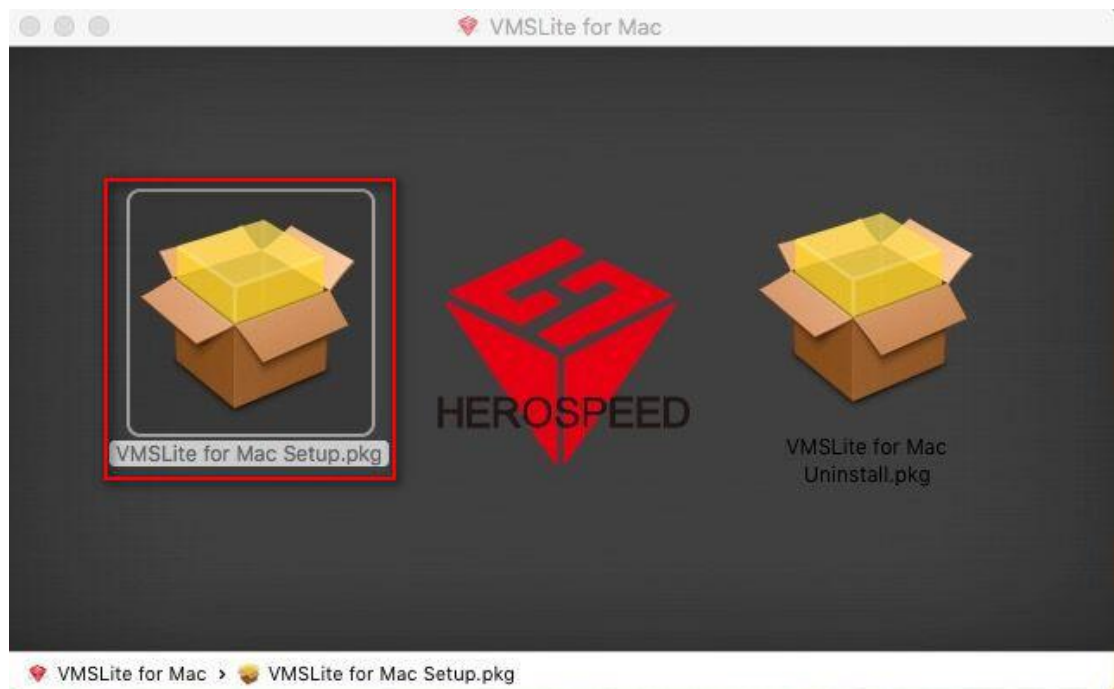 VMSLite for Mac
VMSLite for Mac Setup.pkg
HEROSPEED
VMSLite for Mac
Uninstall.pkg
VMSLite for Mac › VMSLite for Mac Setup.pkg